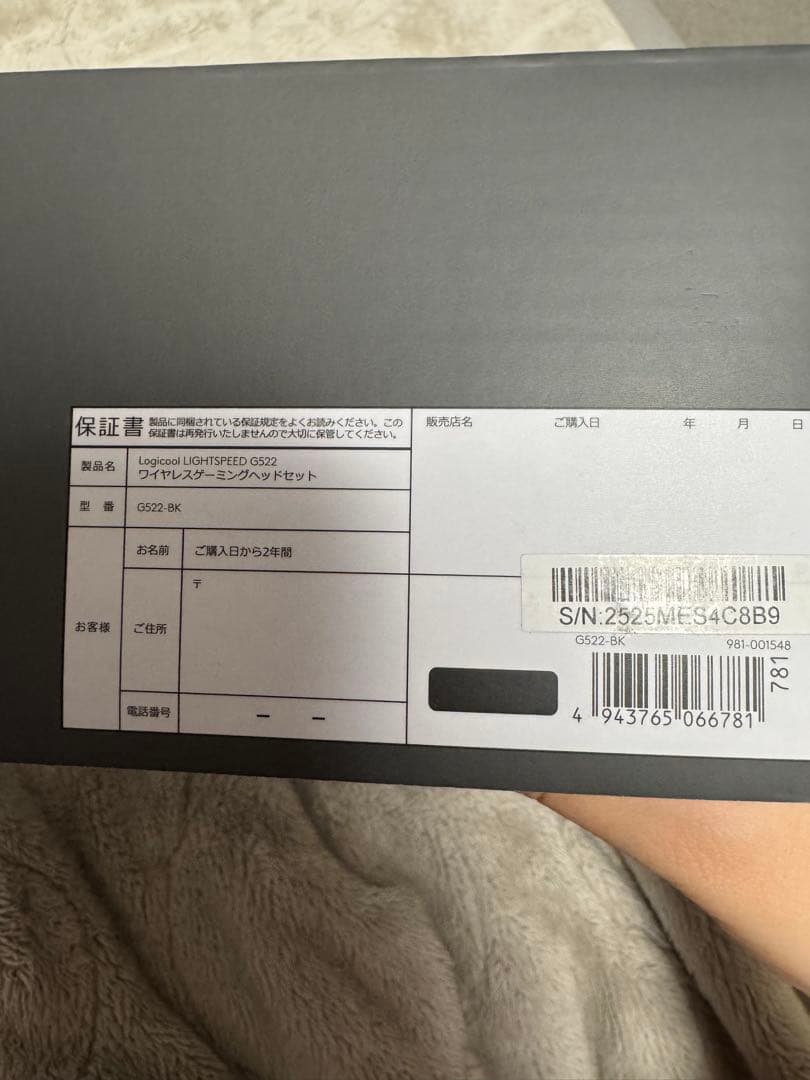 保証書
製品に同梱されている保証規定をよくお読みください。この
保証書は再発行いたしませんので大切に保管してください。
製品名
Logicool LIGHTSPEED G522
ワイヤレスゲーミングヘッドセット
型 番
G522-BK
お客様
お名前
ご購入日から2年間
ご住所
〒
電話番号
― ―
販売店名
ご購入日
年 月 日
S/N:2525MES4C8B9
G522-BK
981-001548
4 943765 066781
781